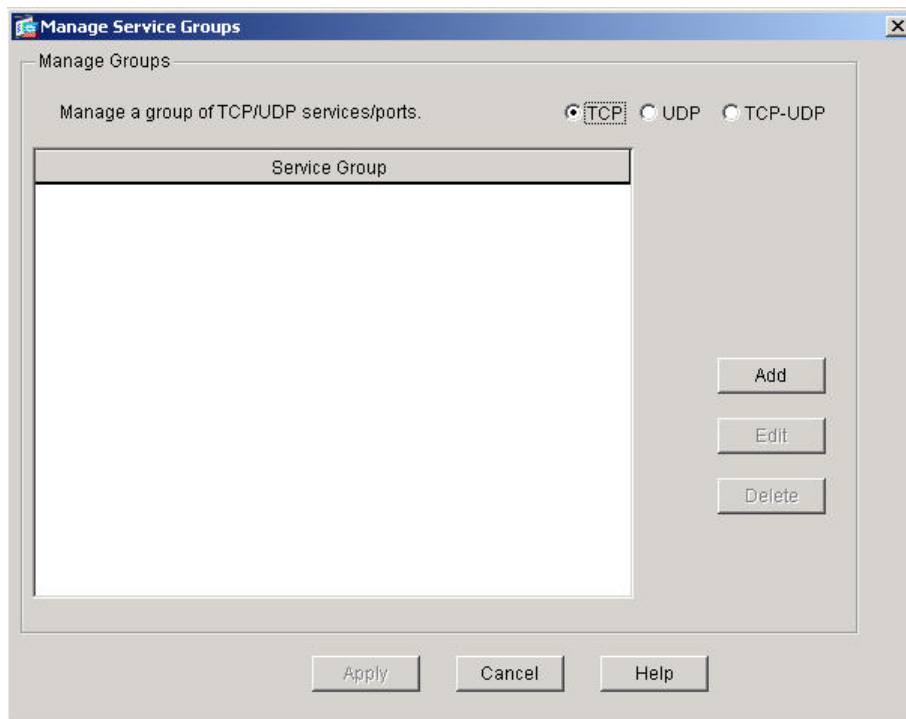 Manage Service Groups
Manage Groups
Manage a group of TCP/UDP services/ports. TCP UDP TCP-UDP
Service Group
Add
Edit
Delete
Apply Cancel Help